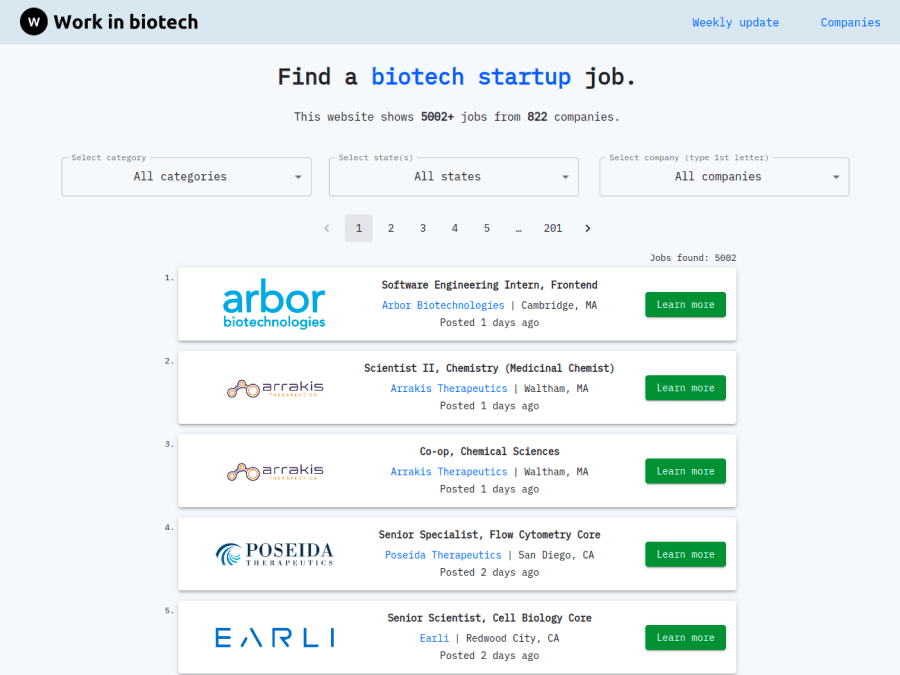 W Work in biotech
Weekly update
Companies
Find a biotech startup job.
This website shows 5002+ jobs from 822 companies.
Select category
All categories
Select state(s)
All states
Select company (type 1st letter)
All companies
1 2 3 4 5 … 201
Jobs found: 5002
1.
arbor
biotechnologies
Software Engineering Intern, Frontend
Arbor Biotechnologies | Cambridge, MA
Posted 1 days ago
Learn more
2.
arrakis
THERAPEUTICS
Scientist II, Chemistry (Medicinal Chemist)
Arrakis Therapeutics | Waltham, MA
Posted 1 days ago
Learn more
3.
arrakis
THERAPEUTICS
Co-op, Chemical Sciences
Arrakis Therapeutics | Waltham, MA
Posted 1 days ago
Learn more
4.
POSEIDA
THERAPEUTICS
Senior Specialist, Flow Cytometry Core
Poseida Therapeutics | San Diego, CA
Posted 2 days ago
Learn more
5.
EARLI
Senior Scientist, Cell Biology Core
Earli | Redwood City, CA
Posted 2 days ago
Learn more